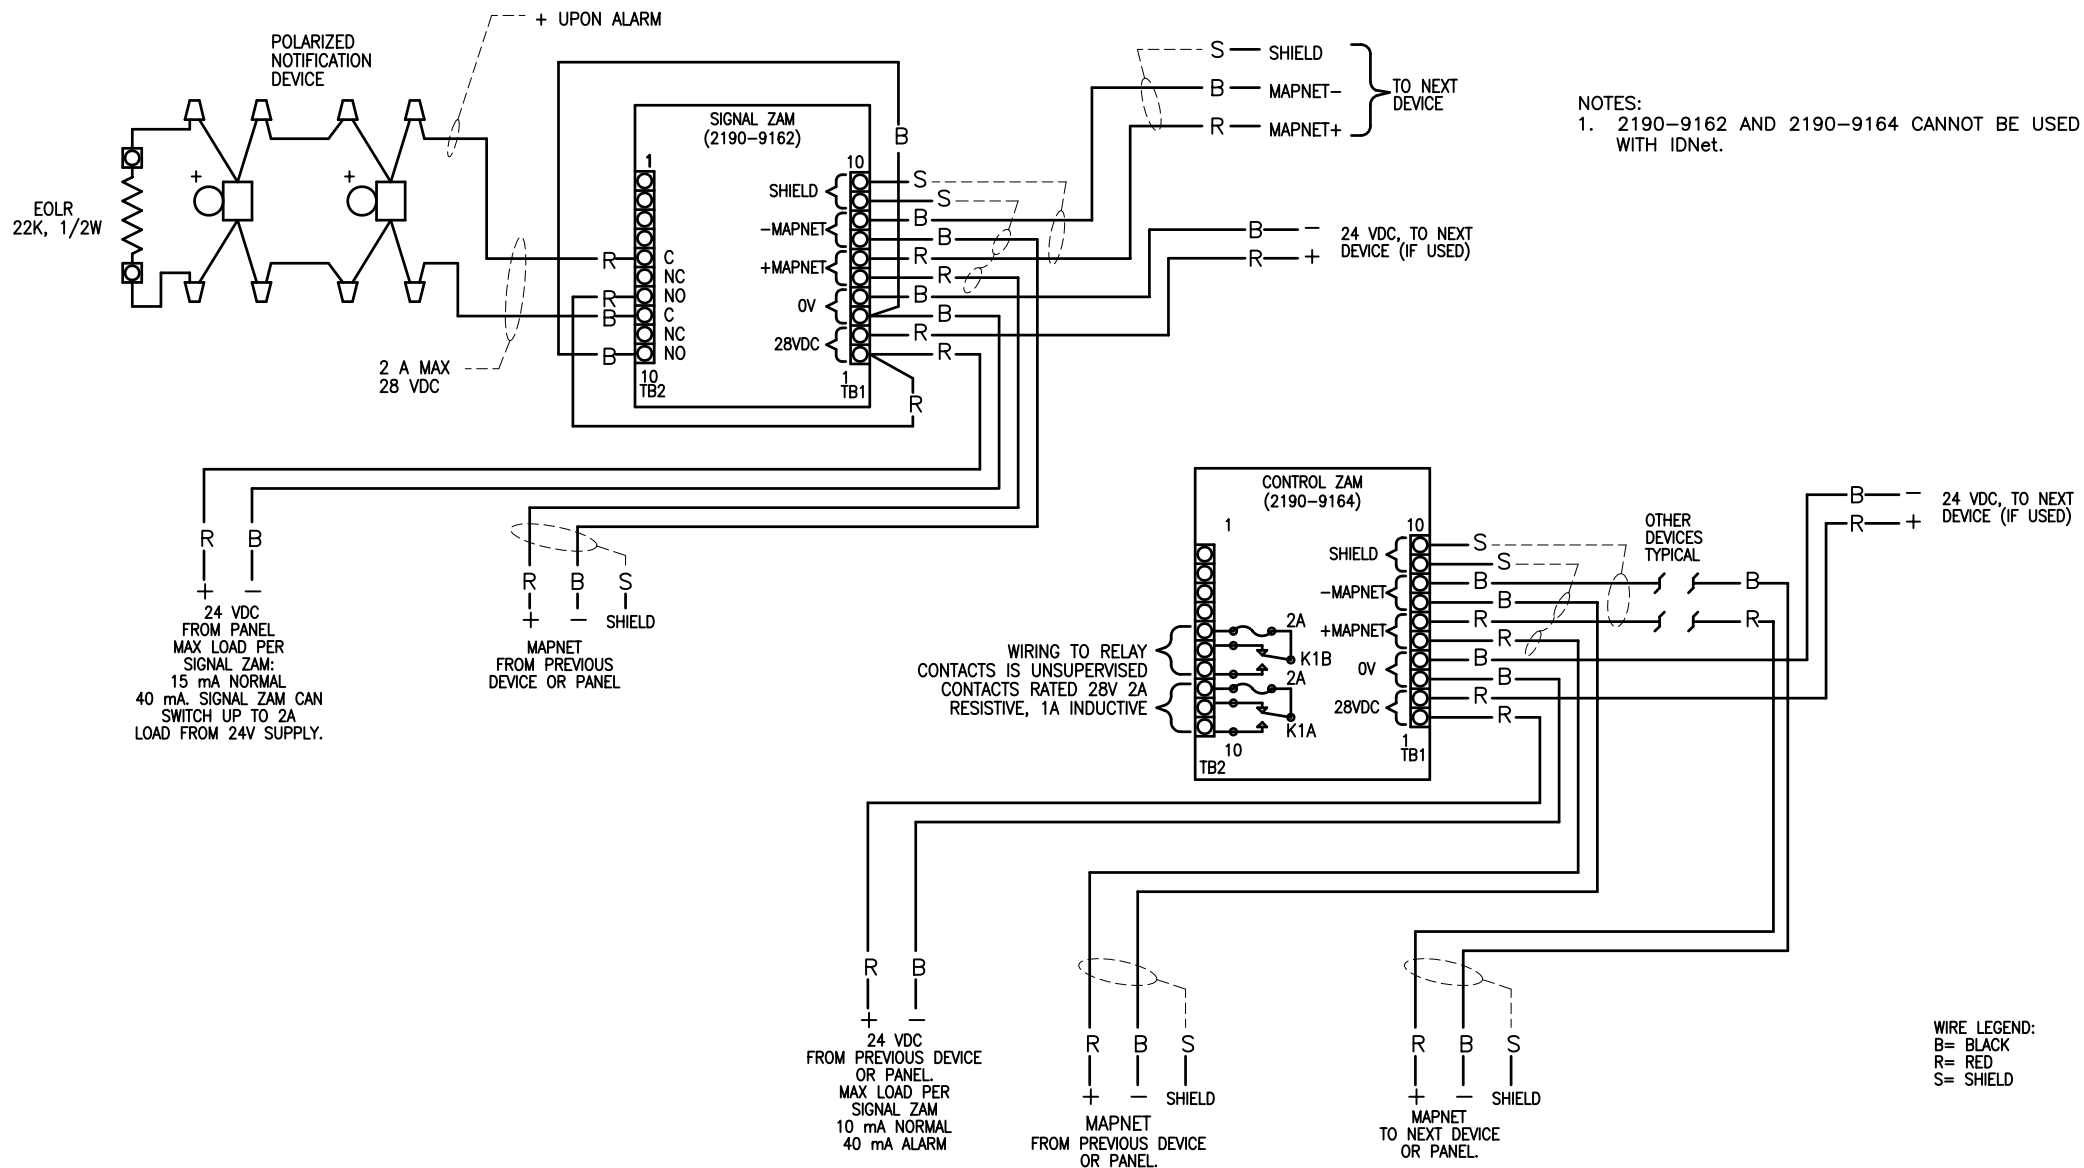 + UPON ALARM
POLARIZED
NOTIFICATION
DEVICE
+
+
EOLR
22K, 1/2W
2 A MAX
28 VDC
SIGNAL ZAM
(2190-9162)
1
10
SHIELD
-MAPNET
+MAPNET
0V
28VDC
C
NC
NO
C
NC
NO
10
TB2
1
TB1
R
R
B
B
B
S
S
B
B
R
R
B
B
R
R
R
S SHIELD
B MAPNET-
R MAPNET+
TO NEXT
DEVICE
B -
R +
24 VDC, TO NEXT
DEVICE (IF USED)
NOTES:
1. 2190-9162 AND 2190-9164 CANNOT BE USED
WITH IDNet.
R B
+ -
24 VDC
FROM PANEL
MAX LOAD PER
SIGNAL ZAM:
15 mA NORMAL
40 mA. SIGNAL ZAM CAN
SWITCH UP TO 2A
LOAD FROM 24V SUPPLY.
R B S
+ - SHIELD
MAPNET
FROM PREVIOUS
DEVICE OR PANEL
CONTROL ZAM
(2190-9164)
1
10
SHIELD
-MAPNET
+MAPNET
0V
28VDC
2A
K1B
2A
K1A
10
TB2
1
TB1
WIRING TO RELAY
CONTACTS IS UNSUPERVISED
CONTACTS RATED 28V 2A
RESISTIVE, 1A INDUCTIVE
S
S
B
B
R
R
B
B
R
R
OTHER
DEVICES
TYPICAL
B
R
B -
R +
24 VDC, TO NEXT
DEVICE (IF USED)
R B
+ -
24 VDC
FROM PREVIOUS DEVICE
OR PANEL.
MAX LOAD PER
SIGNAL ZAM
10 mA NORMAL
40 mA ALARM
R B S
+ - SHIELD
MAPNET
FROM PREVIOUS DEVICE
OR PANEL.
R B S
+ - SHIELD
MAPNET
TO NEXT DEVICE
OR PANEL.
WIRE LEGEND:
B= BLACK
R= RED
S= SHIELD